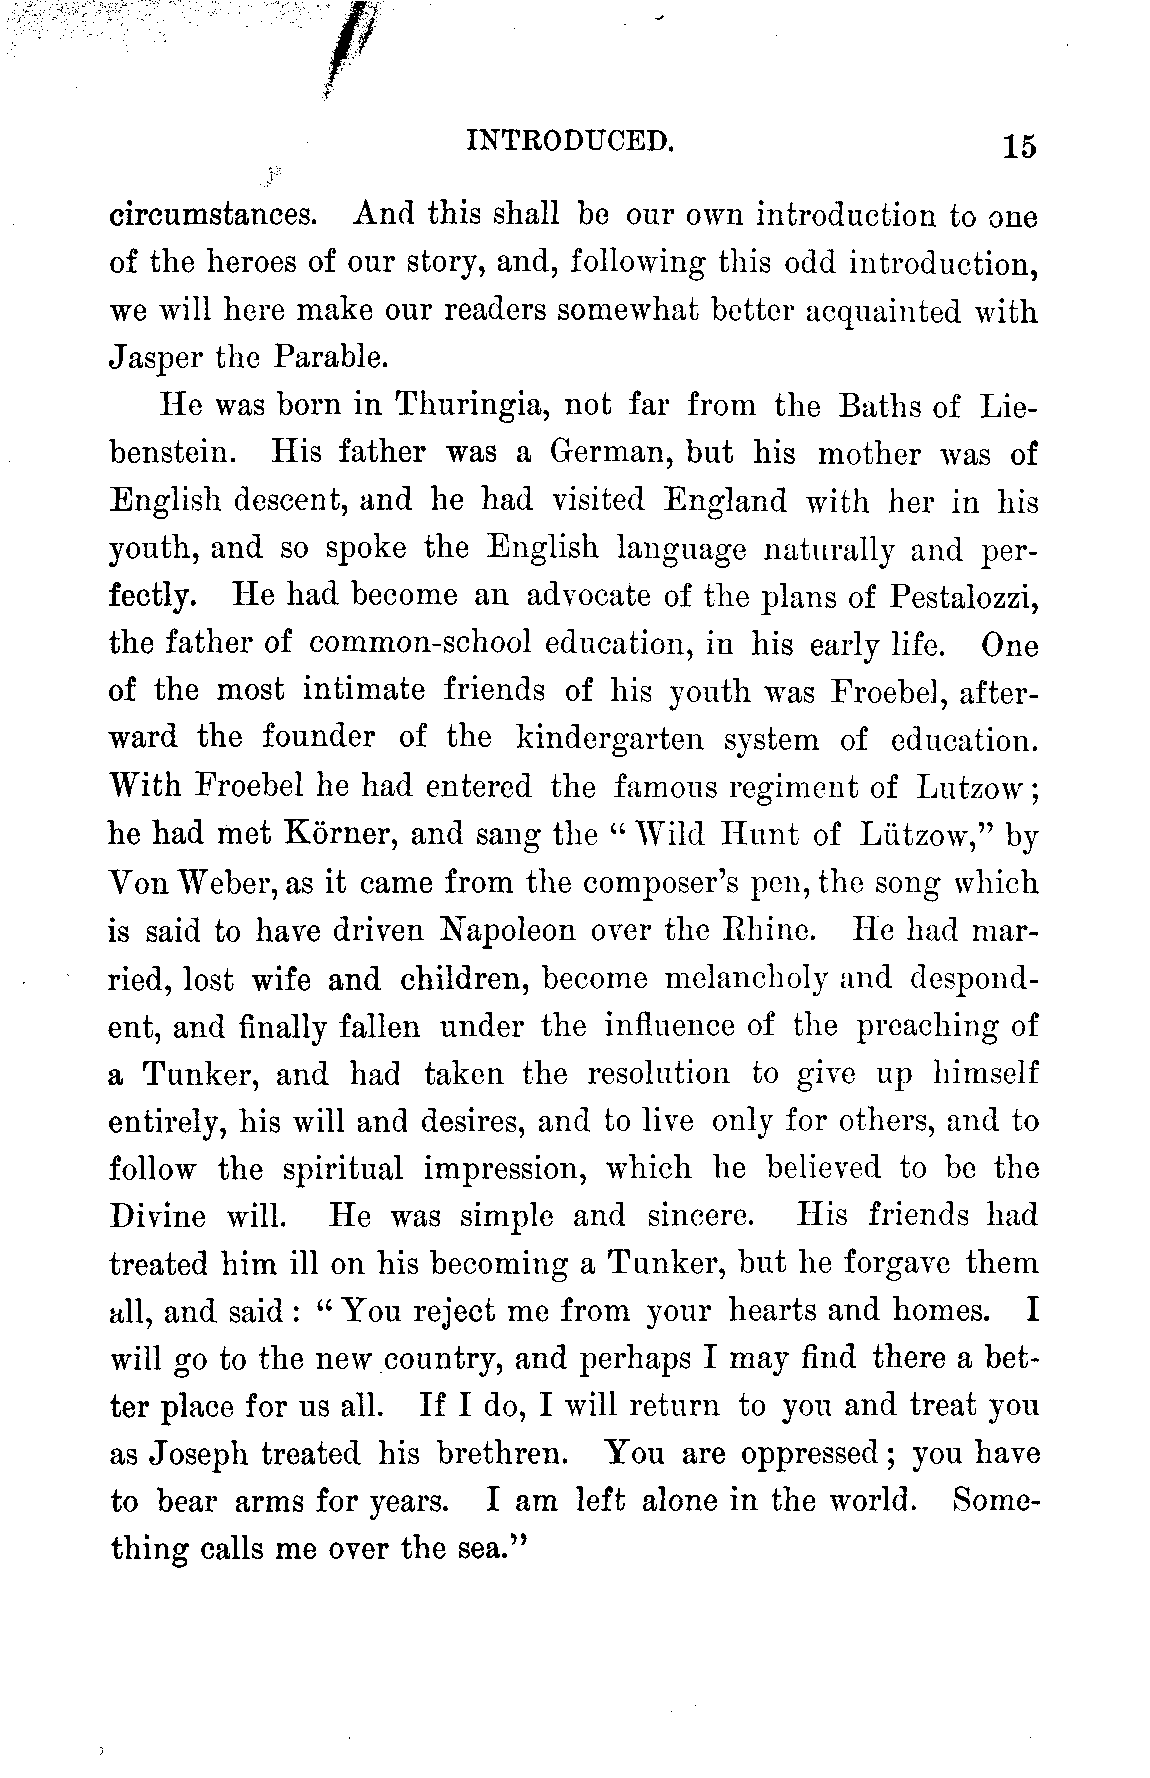 INTRODUCED. 15
circumstances. And this shall be our own introduction to one
of the heroes of our story, and, following this odd introduction,
we will here make our readers somewhat better acquainted with
Jasper the Parable.
He was born in Thuringia, not far from the Baths of Lie-
benstein. His father was a German, but his mother was of
English descent, and he had visited England with her in his
youth, and so spoke the English language naturally and per-
fectly. He had become an advocate of the plans of Pestalozzi,
the father of common-school education, in his early life. One
of the most intimate friends of his youth was Froebel, after-
ward the founder of the kindergarten system of education.
With Froebel he had entered the famous regiment of Lutzow;
he had met Körner, and sang the “Wild Hunt of Lützow,” by
Von Weber, as it came from the composer's pen, the song which
is said to have driven Napoleon over the Rhine. He had mar-
ried, lost wife and children, become melancholy and despond-
ent, and finally fallen under the influence of the preaching of
a Tunker, and had taken the resolution to give up himself
entirely, his will and desires, and to live only for others, and to
follow the spiritual impression, which he believed to be the
Divine will. He was simple and sincere. His friends had
treated him ill on his becoming a Tunker, but he forgave them
all, and said: “You reject me from your hearts and homes. I
will go to the new country, and perhaps I may find there a bet-
ter place for us all. If I do, I will return to you and treat you
as Joseph treated his brethren. You are oppressed; you have
to bear arms for years. I am left alone in the world. Some-
thing calls me over the sea.”